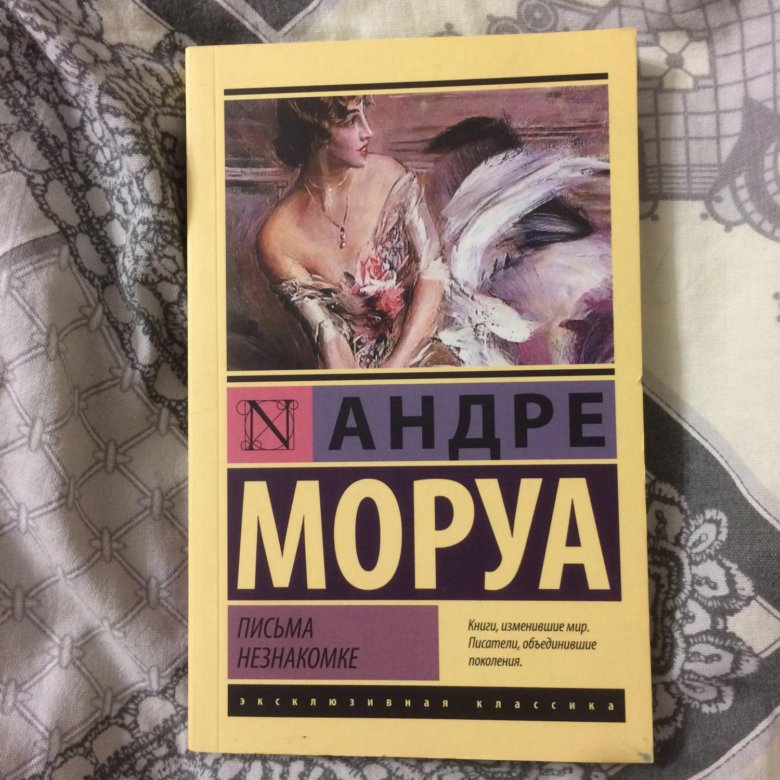 N АНДРЕ
МОРУА
ПИСЬМА
НЕЗНАКОМКЕ
Книги, изменившие мир.
Писатели, объединившие
поколения.
эксклюзивная классика